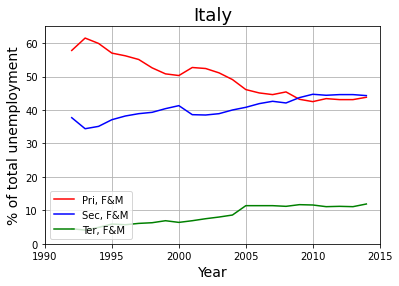 Italy
% of total unemployment
60
50
40
30
20
10
0
Pri, F&M
Sec, F&M
Ter, F&M
1990 1995 2000 2005 2010 2015
Year